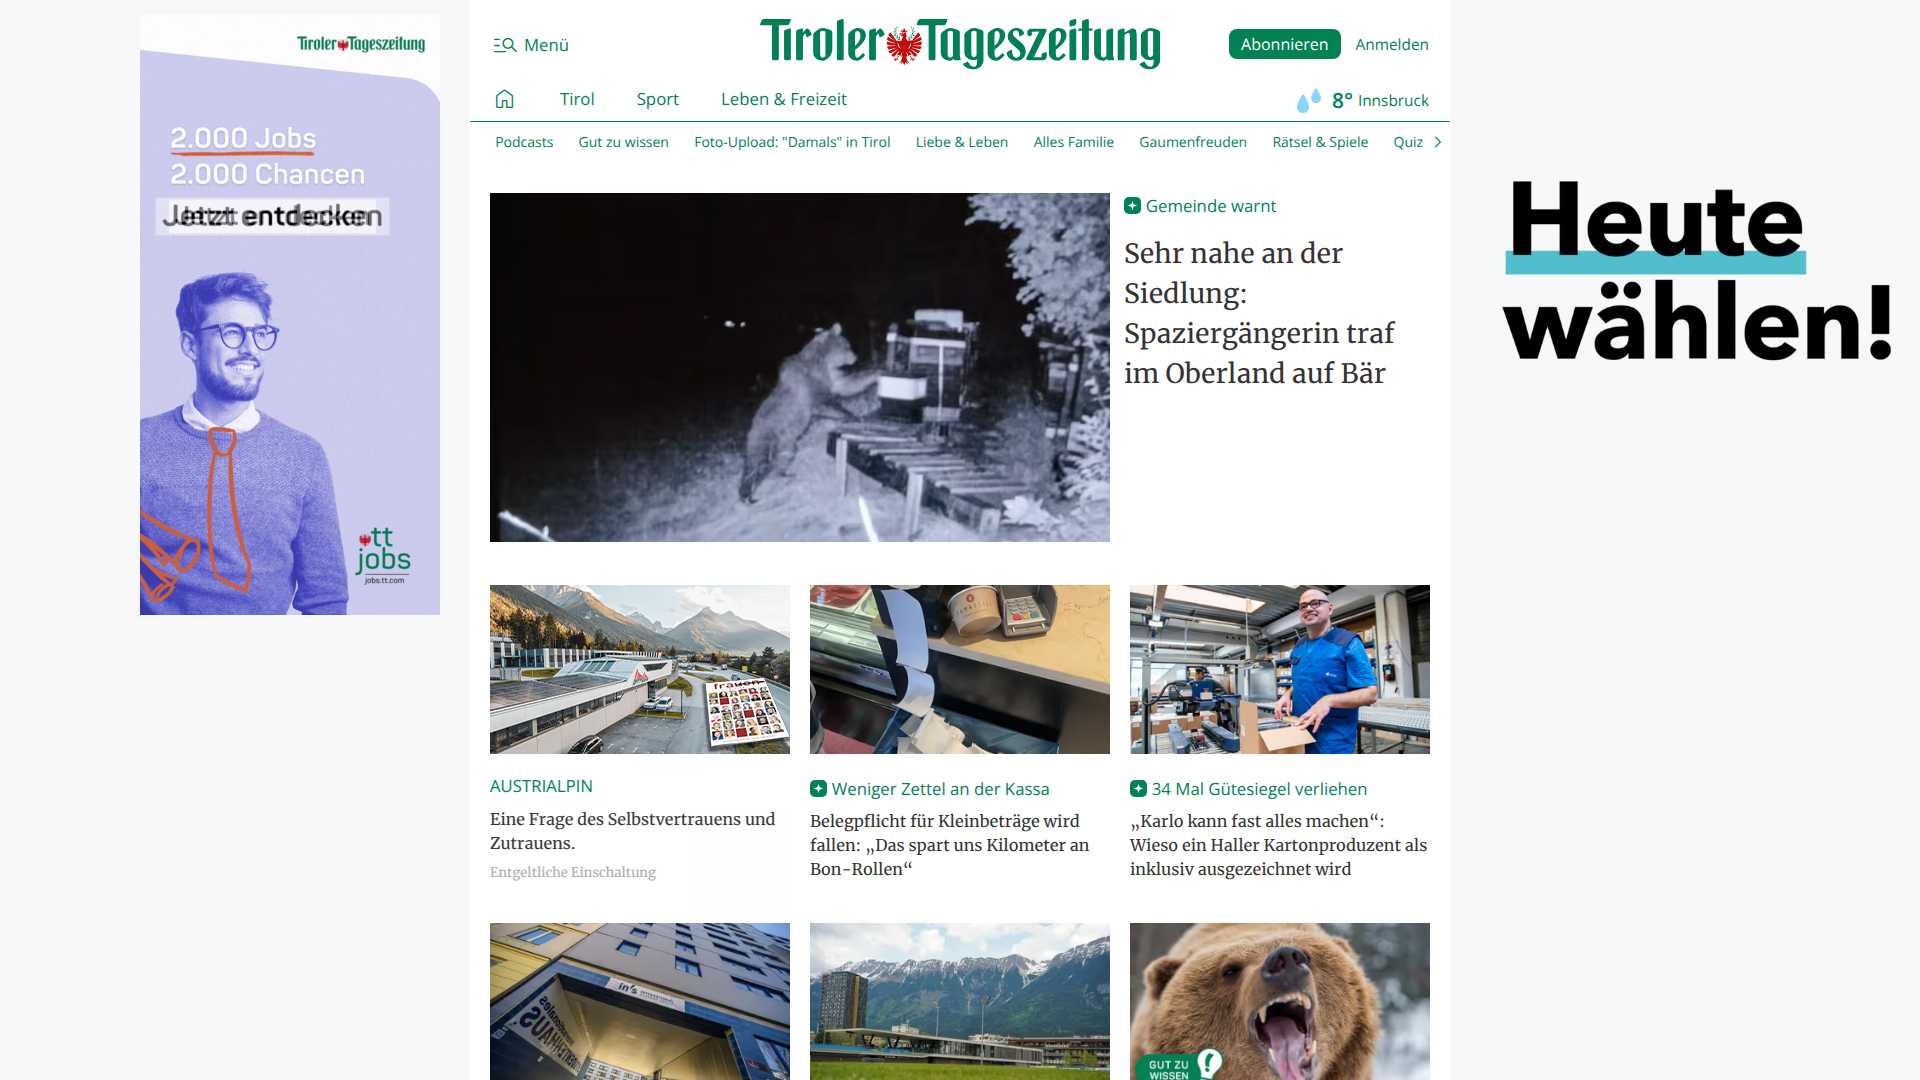 Tiroler Tageszeitung
2.000 Jobs
2.000 Chancen
tt
jobs
jobs.tt.com
Menü
Tiroler Tageszeitung
Abonnieren
Anmelden
Tirol
Sport
Leben & Freizeit
8° Innsbruck
Podcasts
Gut zu wissen
Foto-Upload: "Damals" in Tirol
Liebe & Leben
Alles Familie
Gaumenfreuden
Rätsel & Spiele
Quiz
Gemeinde warnt
Sehr nahe an der
Siedlung:
Spaziergängerin traf
im Oberland auf Bär
Heute
wählen!
frauen
AUSTRIALPIN
Eine Frage des Selbstvertrauens und
Zutrauens.
Entgeltliche Einschaltung
Weniger Zettel an der Kassa
Belegpflicht für Kleinbeträge wird
fallen: „Das spart uns Kilometer an
Bon-Rollen“
34 Mal Gütesiegel verliehen
„Karlo kann fast alles machen“:
Wieso ein Haller Kartonproduzent als
inklusiv ausgezeichnet wird
in's
GUT ZU
WISSEN